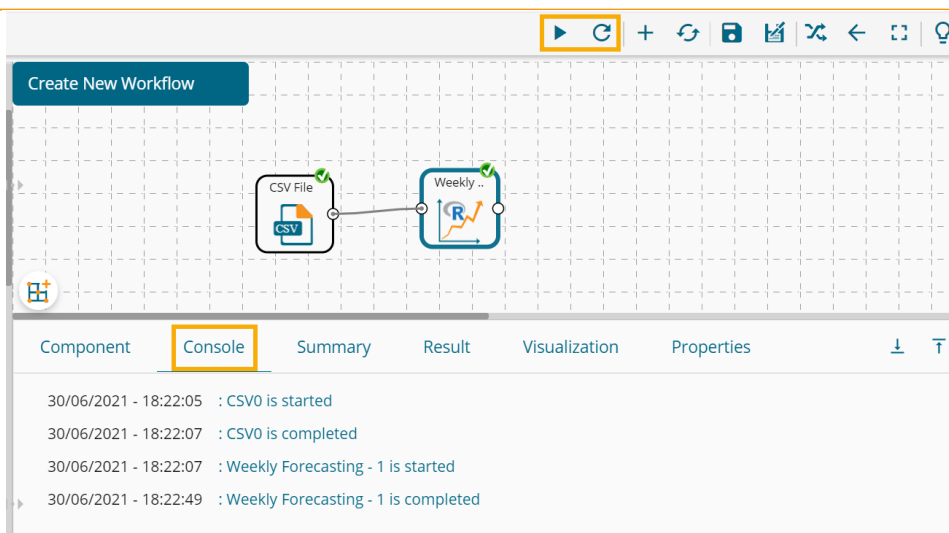 Create New Workflow
CSV File
Weekly ..
CSV
R
Component Console Summary Result Visualization Properties
30/06/2021 - 18:22:05 : CSV0 is started
30/06/2021 - 18:22:07 : CSV0 is completed
30/06/2021 - 18:22:07 : Weekly Forecasting - 1 is started
30/06/2021 - 18:22:49 : Weekly Forecasting - 1 is completed